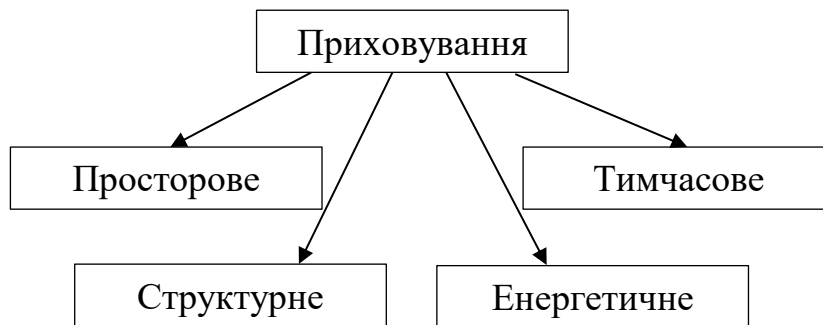 Приховування
Просторове
Тимчасове
Структурне
Енергетичне